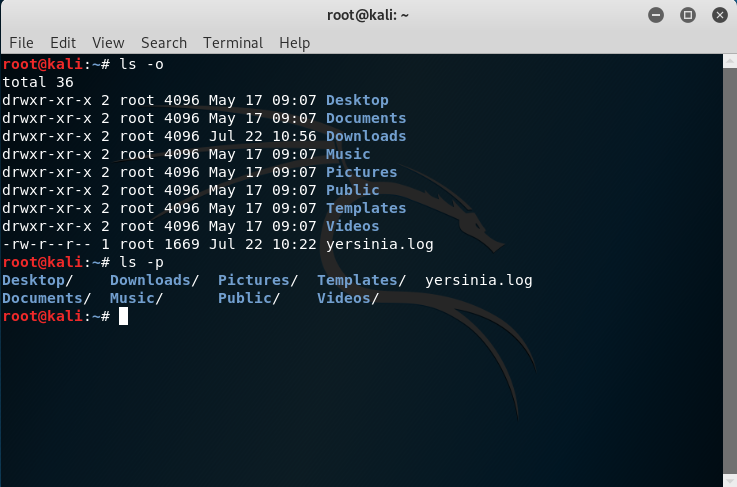 root@kali: ~
File Edit View Search Terminal Help
root@kali:~# ls -o
total 36
drwxr-xr-x 2 root 4096 May 17 09:07 Desktop
drwxr-xr-x 2 root 4096 May 17 09:07 Documents
drwxr-xr-x 2 root 4096 Jul 22 10:56 Downloads
drwxr-xr-x 2 root 4096 May 17 09:07 Music
drwxr-xr-x 2 root 4096 May 17 09:07 Pictures
drwxr-xr-x 2 root 4096 May 17 09:07 Public
drwxr-xr-x 2 root 4096 May 17 09:07 Templates
drwxr-xr-x 2 root 4096 May 17 09:07 Videos
-rw-r--r-- 1 root 1669 Jul 22 10:22 yersinia.log
root@kali:~# ls -p
Desktop/    Downloads/  Pictures/  Templates/  yersinia.log
Documents/  Music/      Public/    Videos/
root@kali:~#